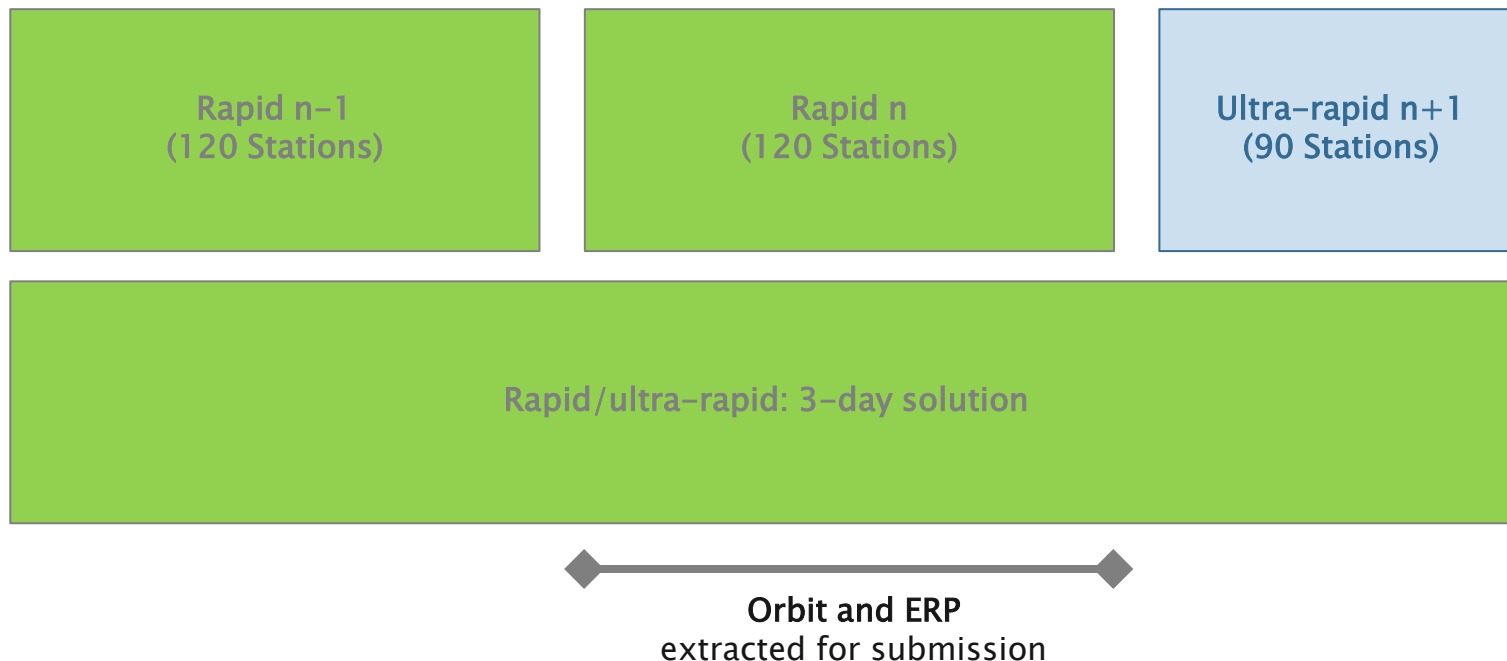 Rapid n–1
(120 Stations)
Rapid n
(120 Stations)
Ultra–rapid n+1
(90 Stations)
Rapid/ultra–rapid: 3–day solution
Orbit and ERP
extracted for submission